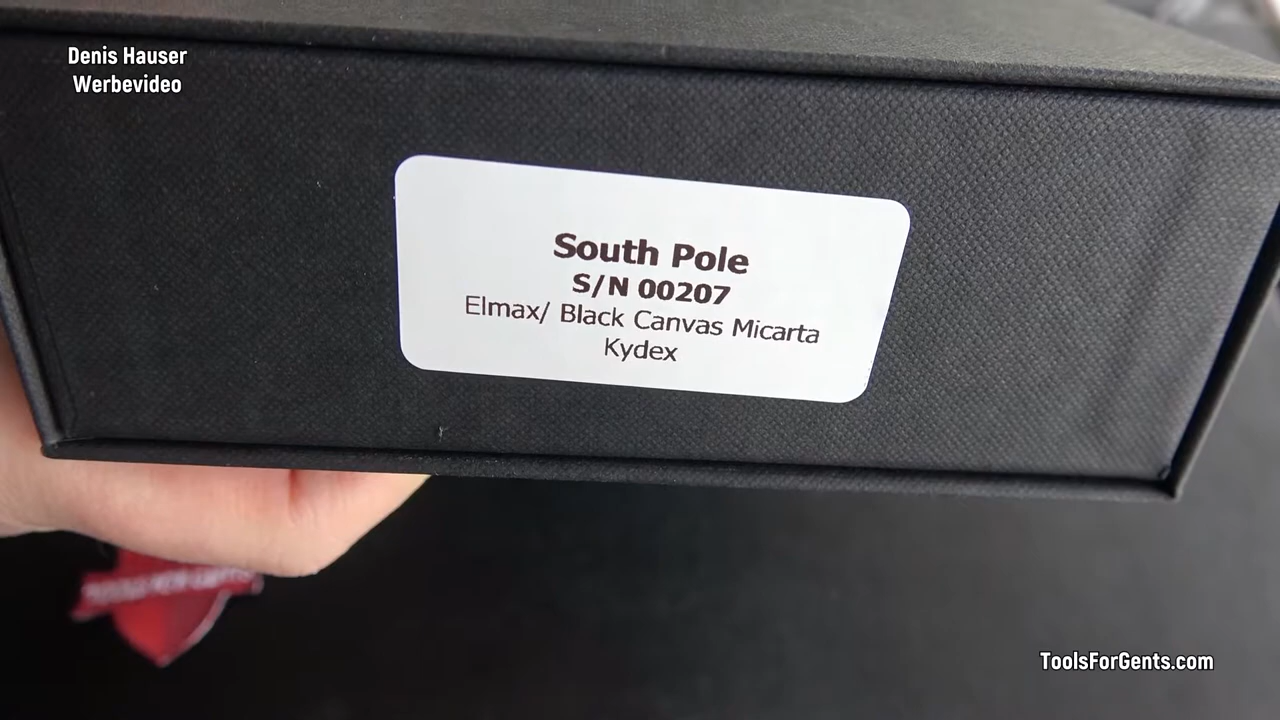 Denis Hauser
Werbevideo
South Pole
S/N 00207
Elmax/ Black Canvas Micarta
Kydex
ToolsForGents.com